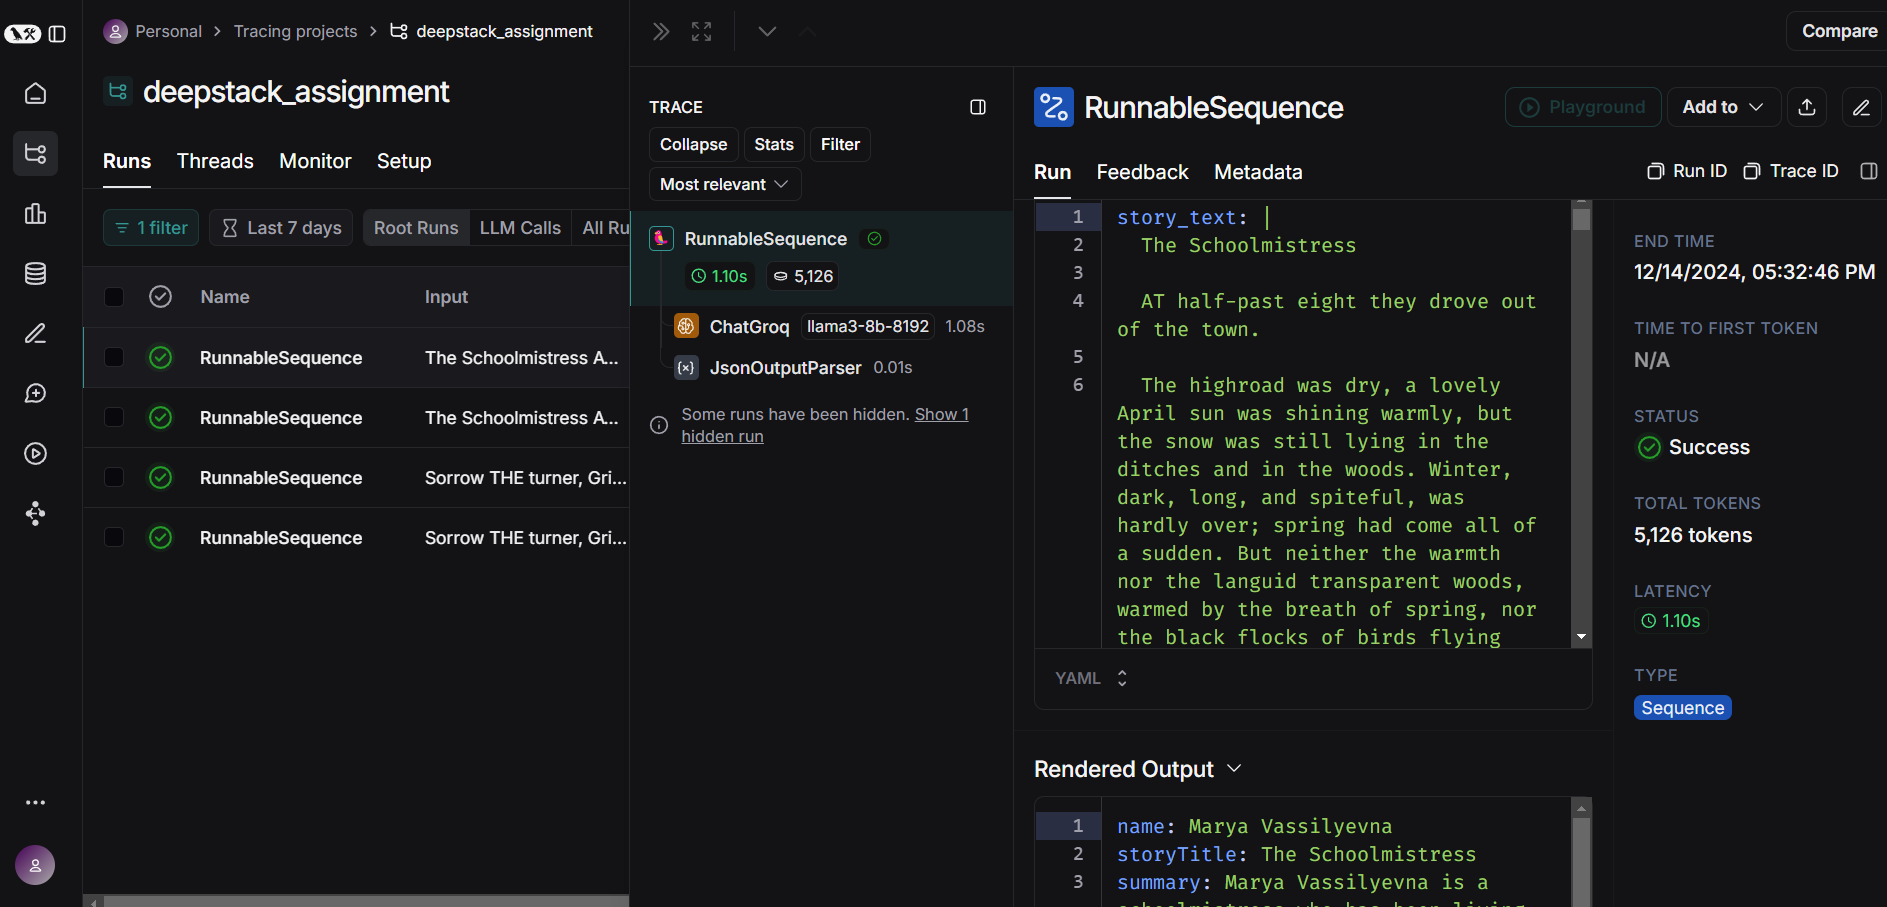 Personal > Tracing projects > deepstack_assignment
deepstack_assignment
Runs Threads Monitor Setup
1 filter Last 7 days Root Runs LLM Calls All Ru
Name Input
RunnableSequence The Schoolmistress A...
RunnableSequence The Schoolmistress A...
RunnableSequence Sorrow THE turner, Gri...
RunnableSequence Sorrow THE turner, Gri...
TRACE
Collapse Stats Filter
Most relevant
RunnableSequence
1.10s 5,126
ChatGroq llama3-8b-8192 1.08s
JsonOutputParser 0.01s
Some runs have been hidden. Show 1
hidden run
Compare
RunnableSequence
Playground Add to
Run Feedback Metadata
Run ID Trace ID
1 story_text: |
2 The Schoolmistress
3
4 AT half-past eight they drove out
of the town.
5
6 The highroad was dry, a lovely
April sun was shining warmly, but
the snow was still lying in the
ditches and in the woods. Winter,
dark, long, and spiteful, was
hardly over; spring had come all of
a sudden. But neither the warmth
nor the languid transparent woods,
warmed by the breath of spring, nor
the black flocks of birds flying
YAML
Rendered Output
1 name: Marya Vassilyevna
2 storyTitle: The Schoolmistress
3 summary: Marya Vassilyevna is a
schoolmistress who has been living
END TIME
12/14/2024, 05:32:46 PM
TIME TO FIRST TOKEN
N/A
STATUS
Success
TOTAL TOKENS
5,126 tokens
LATENCY
1.10s
TYPE
Sequence